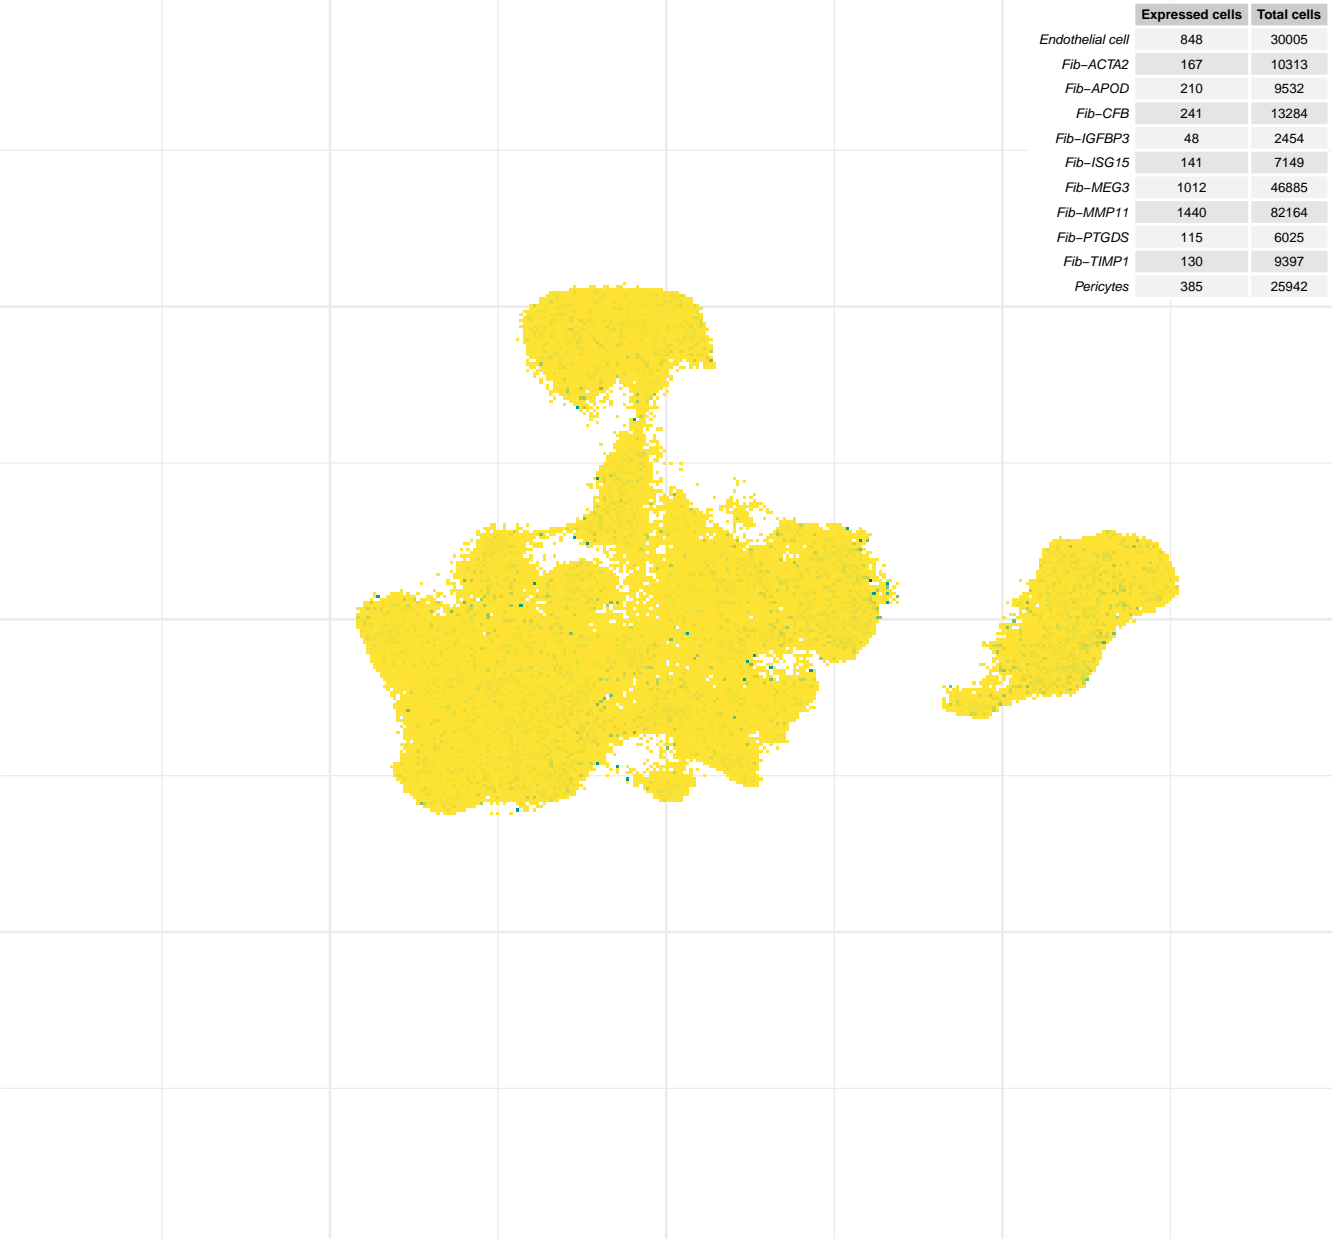 Expressed cells Total cells
Endothelial cell 848 30005
Fib−ACTA2 167 10313
Fib−APOD 210 9532
Fib−CFB 241 13284
Fib−IGFBP3 48 2454
Fib−ISG15 141 7149
Fib−MEG3 1012 46885
Fib−MMP11 1440 82164
Fib−PTGDS 115 6025
Fib−TIMP1 130 9397
Pericytes 385 25942